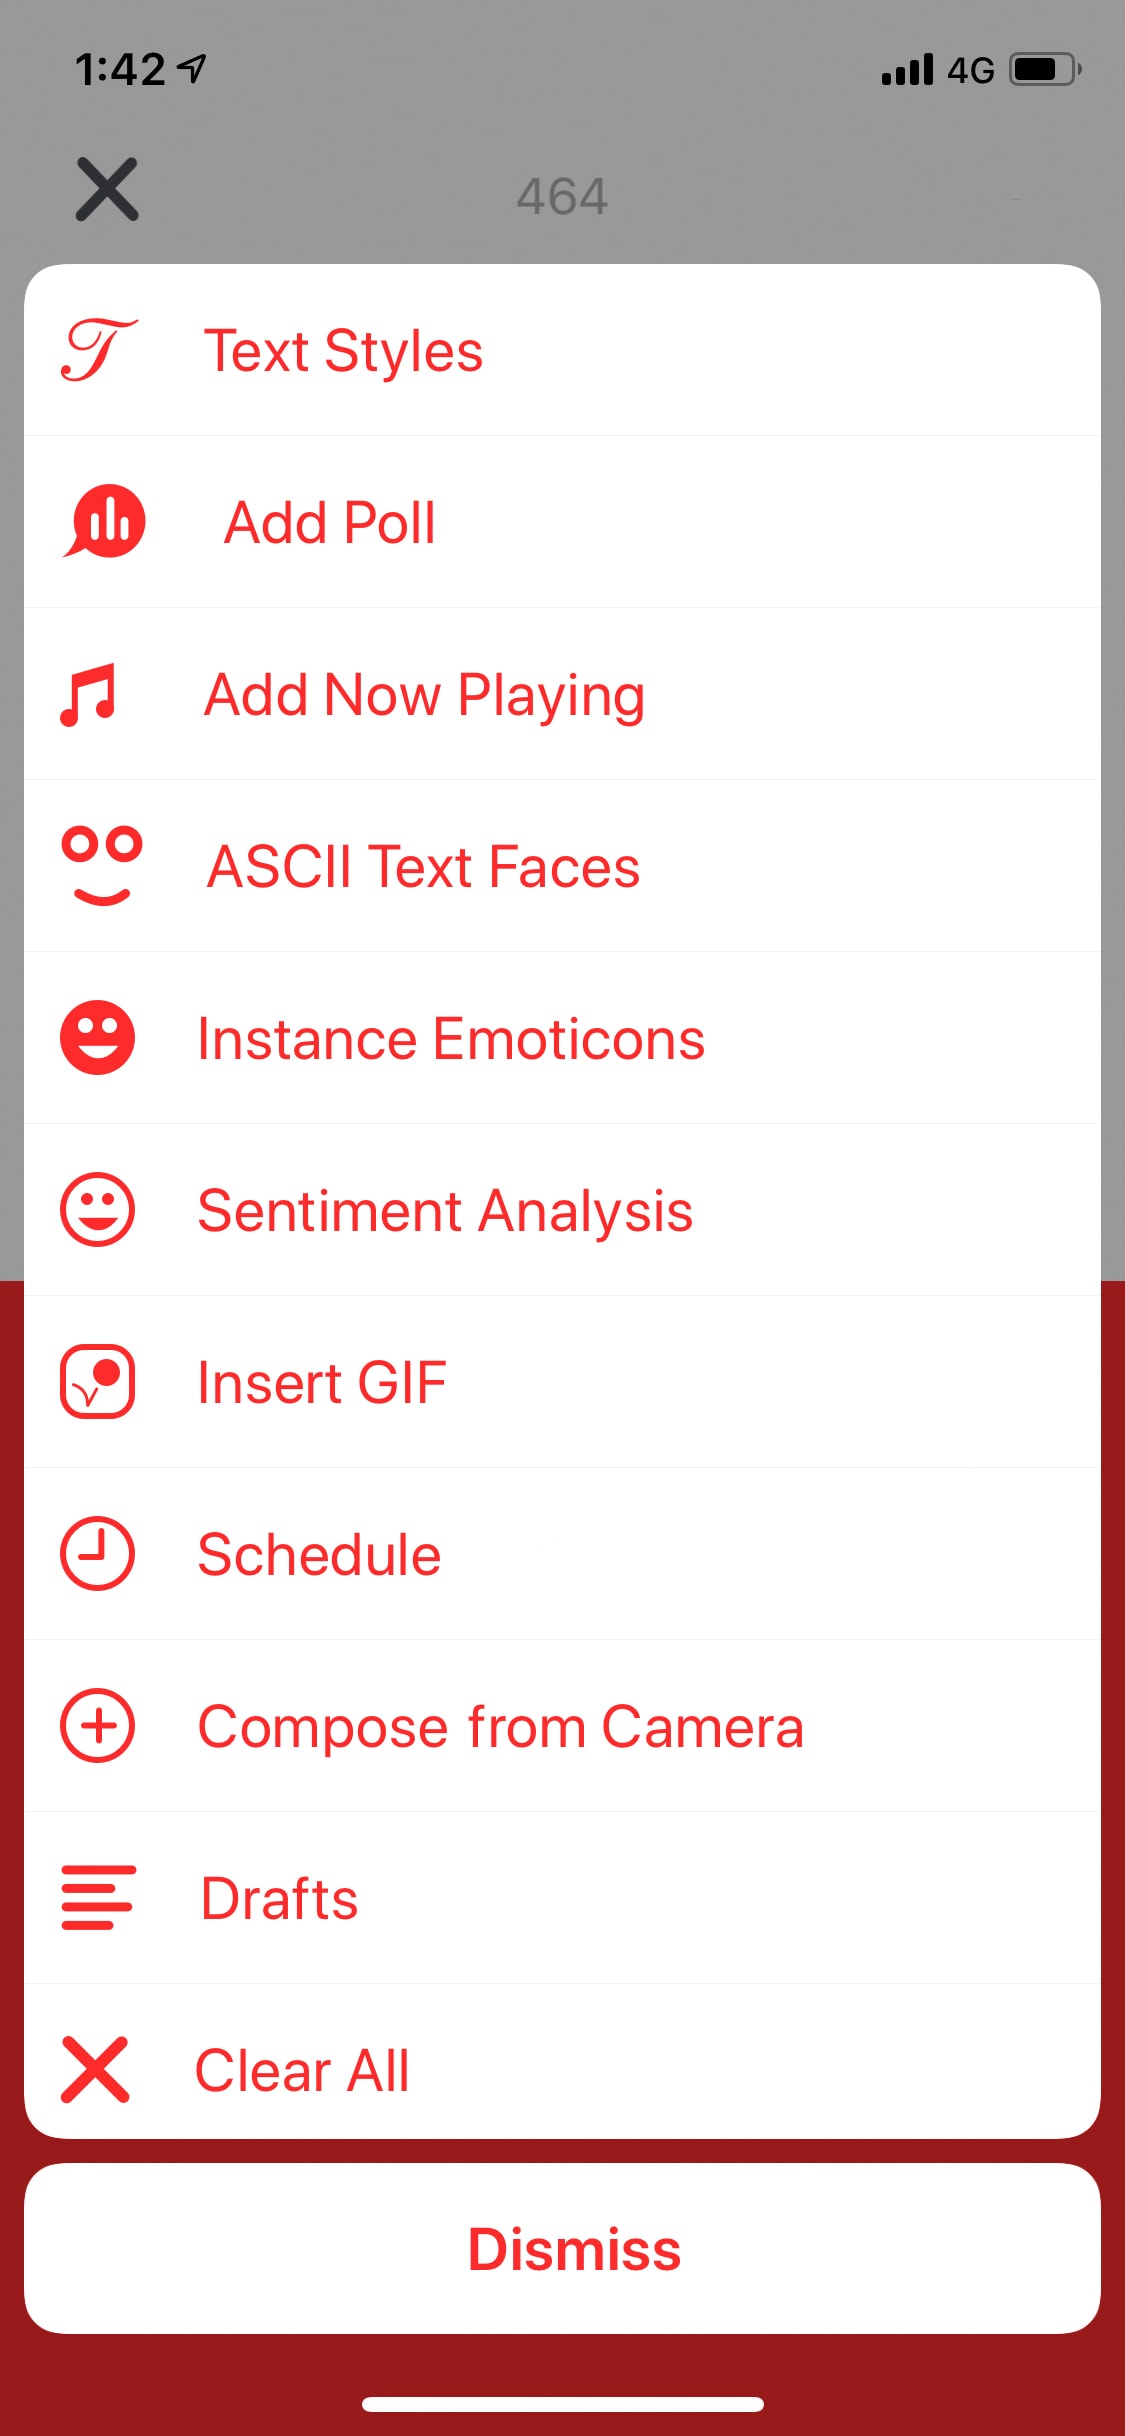 1:42 4G
464
Text Styles
Add Poll
Add Now Playing
ASCII Text Faces
Instance Emoticons
Sentiment Analysis
Insert GIF
Schedule
Compose from Camera
Drafts
Clear All
Dismiss